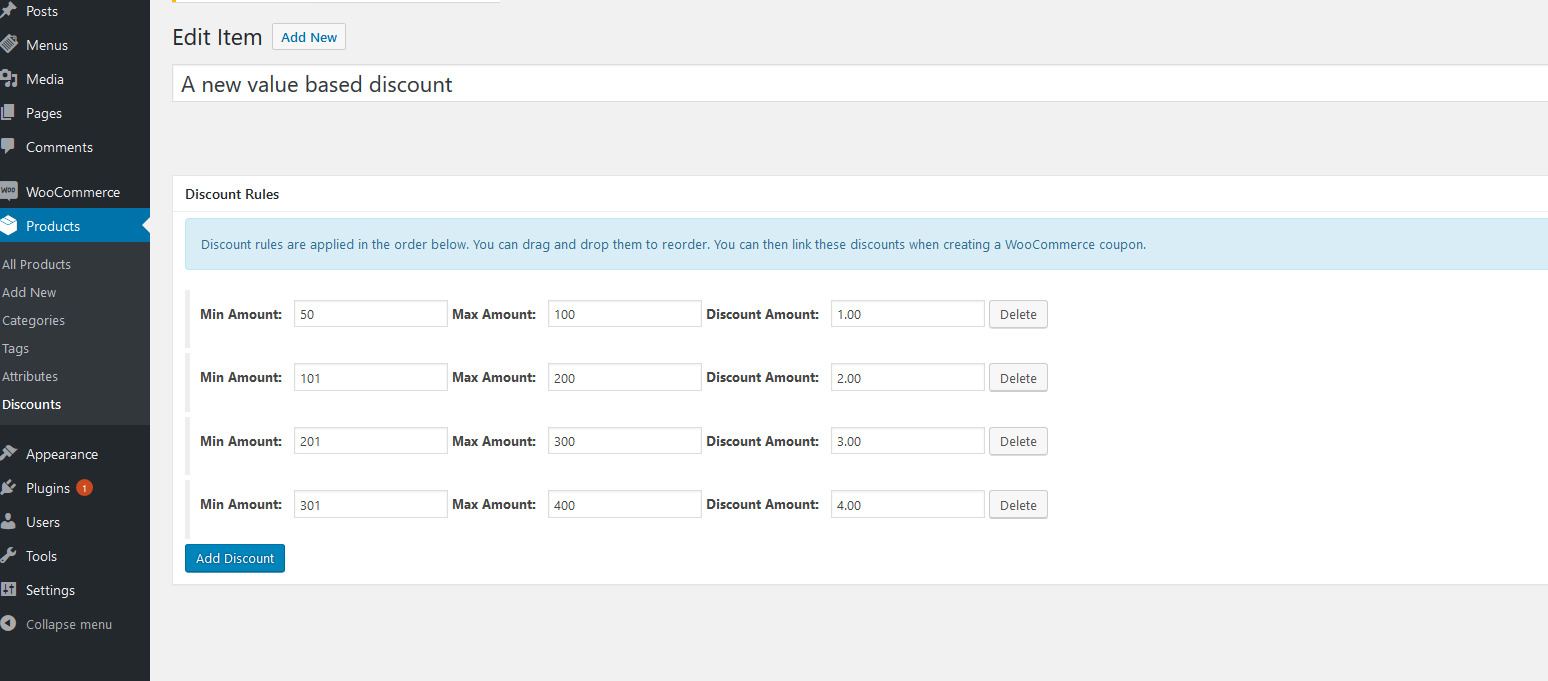 Posts
Menus
Media
Pages
Comments
Woo WooCommerce
Products
All Products
Add New
Categories
Tags
Attributes
Discounts
Appearance
Plugins 1
Users
Tools
Settings
Collapse menu
Edit Item Add New
A new value based discount
Discount Rules
Discount rules are applied in the order below. You can drag and drop them to reorder. You can then link these discounts when creating a WooCommerce coupon.
Min Amount: 50 Max Amount: 100 Discount Amount: 1.00 Delete
Min Amount: 101 Max Amount: 200 Discount Amount: 2.00 Delete
Min Amount: 201 Max Amount: 300 Discount Amount: 3.00 Delete
Min Amount: 301 Max Amount: 400 Discount Amount: 4.00 Delete
Add Discount